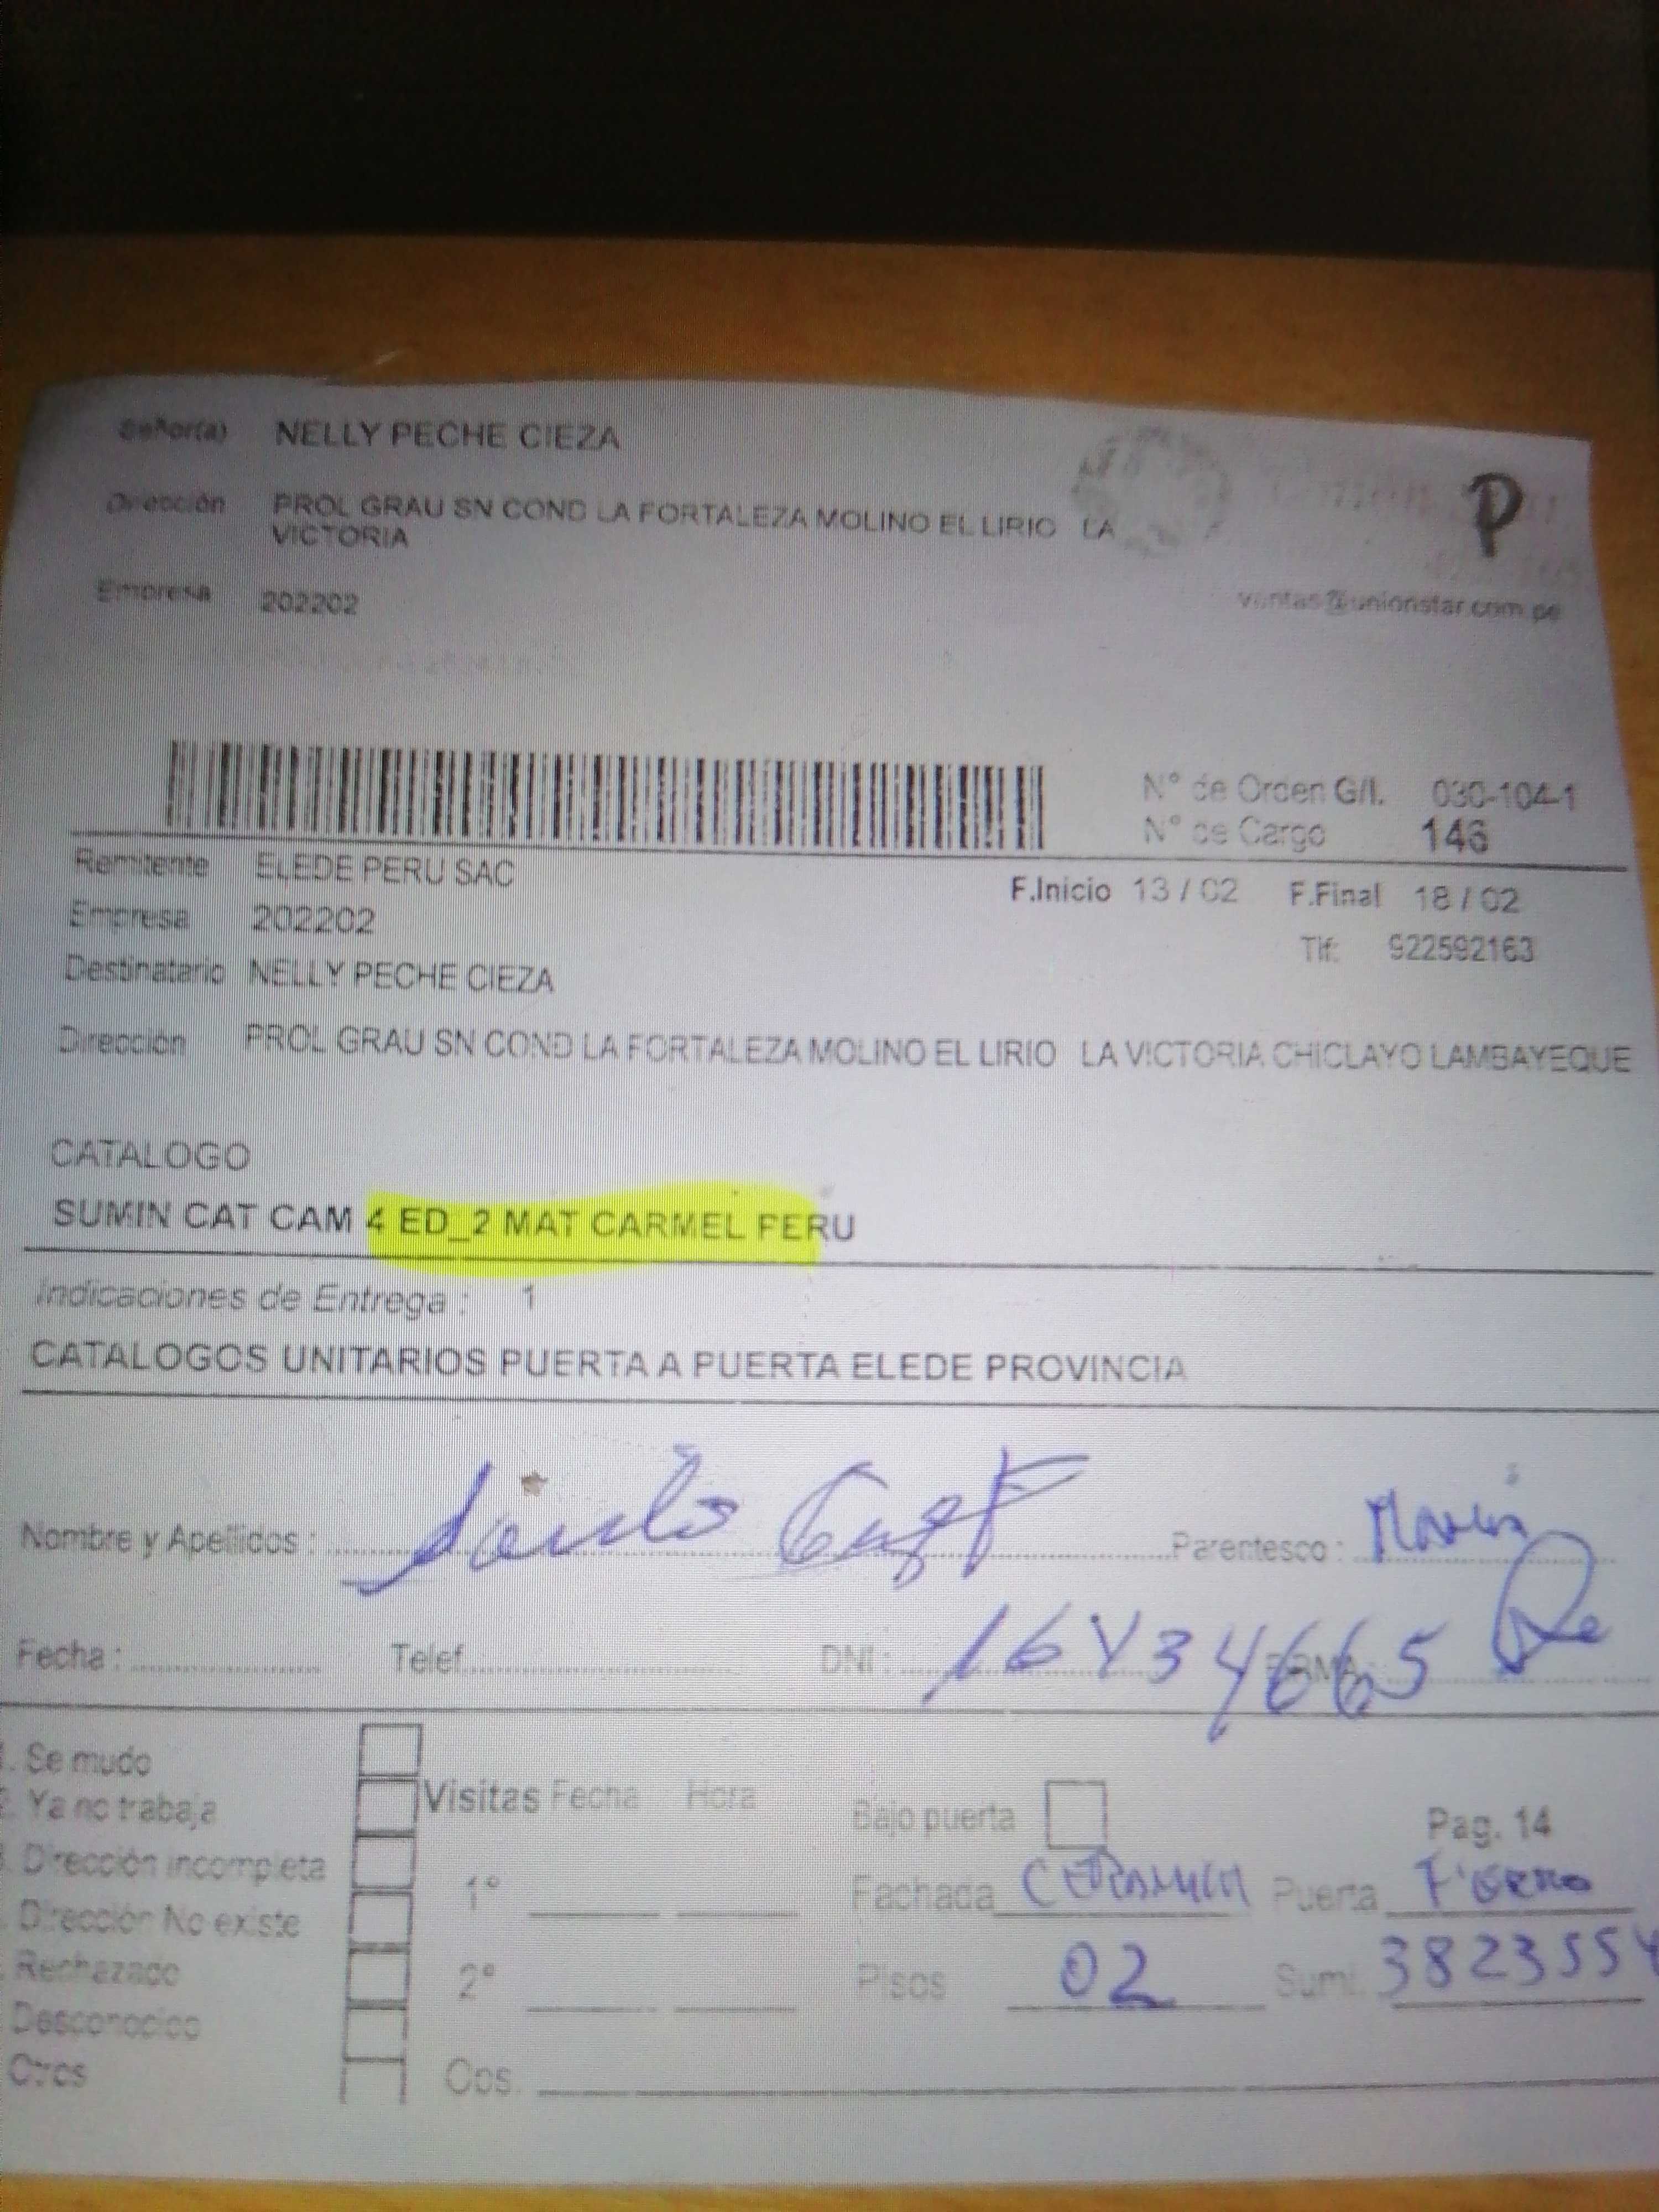 Señor(a) NELLY PECHE CIEZA
Dirección PROL GRAU SN COND LA FORTALEZA MOLINO EL LIRIO LA
VICTORIA
P
Empresa 202202
ventas@unionstar.com.pe
N° de Orden G/I. 030-104-1
N° de Cargo 146
Remitente ELEDE PERU SAC
F.Inicio 13 / 02 F.Final 18 / 02
Empresa 202202
Tlf: 922592163
Destinatario NELLY PECHE CIEZA
Dirección PROL GRAU SN COND LA FORTALEZA MOLINO EL LIRIO LA VICTORIA CHICLAYO LAMBAYEQUE
CATALOGO
SUMIN CAT CAM 4 ED_2 MAT CARMEL PERU
Indicaciones de Entrega : 1
CATALOGOS UNITARIOS PUERTA A PUERTA ELEDE PROVINCIA
Nombre y Apellidos : Parentesco :
Fecha : Telef. DNI : 16434665 FIRMA
Se mudo
Ya no trabaja
Visitas Fecha Hora
Bajo puerta
Pag. 14
Dirección incompleta
1°
Fachada Puerta Fierro
Dirección No existe
Rechazado
2°
Pisos 02 Sumi. 3823554
Desconocido
Otros
Obs.